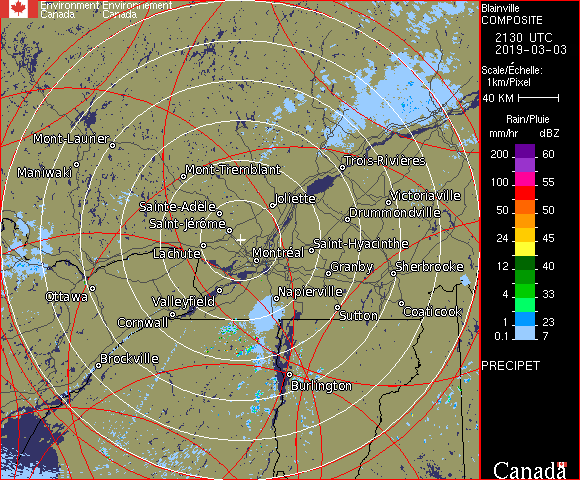 Environment Environnement
Canada Canada
Blainville
COMPOSITE
2130 UTC
2019-03-03
Scale/Échelle:
1km/Pixel
40 KM
Rain/Pluie
mm/hr dBZ
200 60
100 55
50 50
24 45
12 40
4 33
1 23
0.1 7
PRECIPET
Canada
Mont-Laurier
Maniwaki
Mont-Tremblant
Trois-Rivières
Sainte-Adèle
Joliette
Victoriaville
Drummondville
Saint-Jérôme
Lachute
Montréal
Saint-Hyacinthe
Granby
Sherbrooke
Ottawa
Valleyfield
Napierville
Cornwall
Sutton
Coaticook
Brockville
Burlington